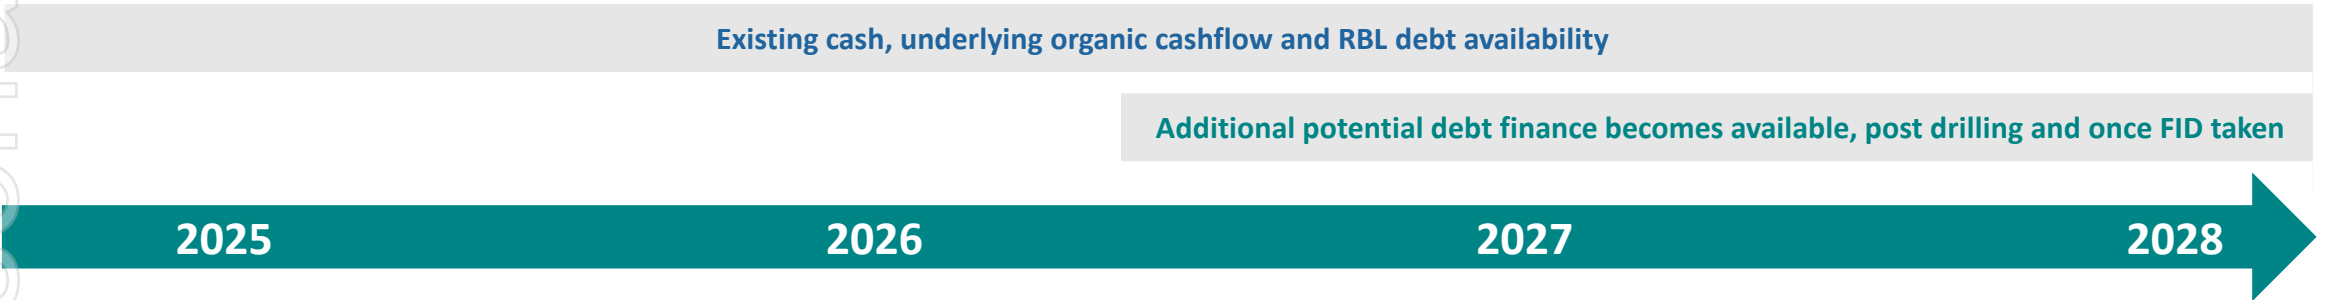 Existing cash, underlying organic cashflow and RBL debt availability
Additional potential debt finance becomes available, post drilling and once FID taken
2025 2026 2027 2028